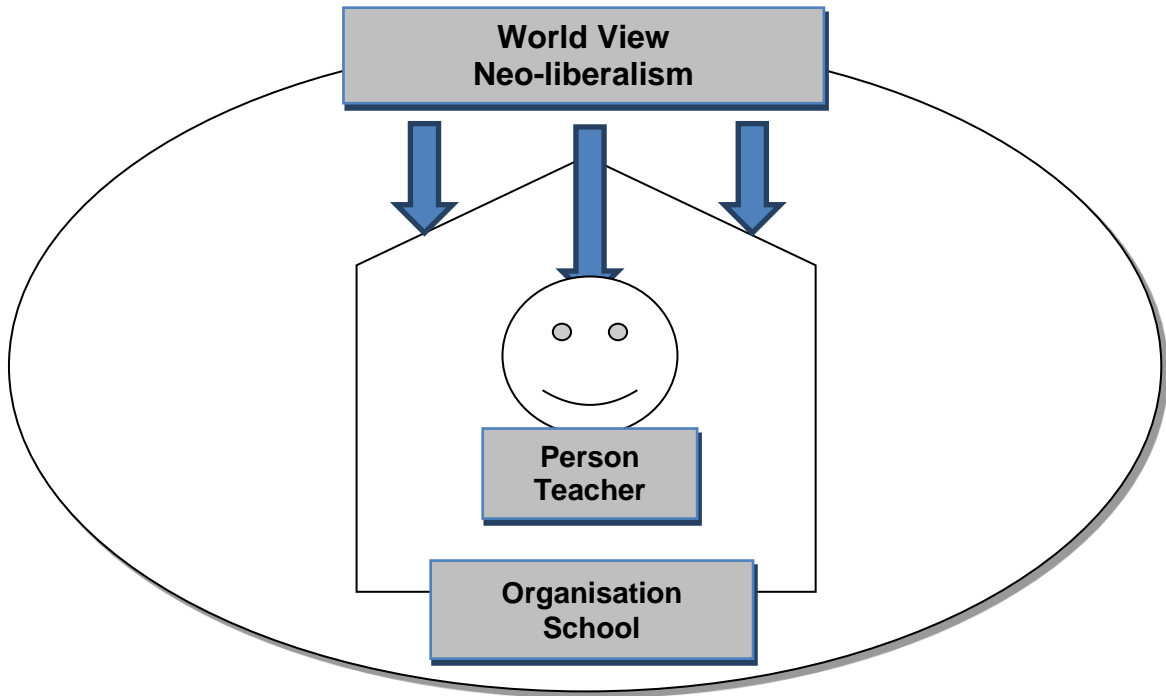 World View
Neo-liberalism
Person
Teacher
Organisation
School